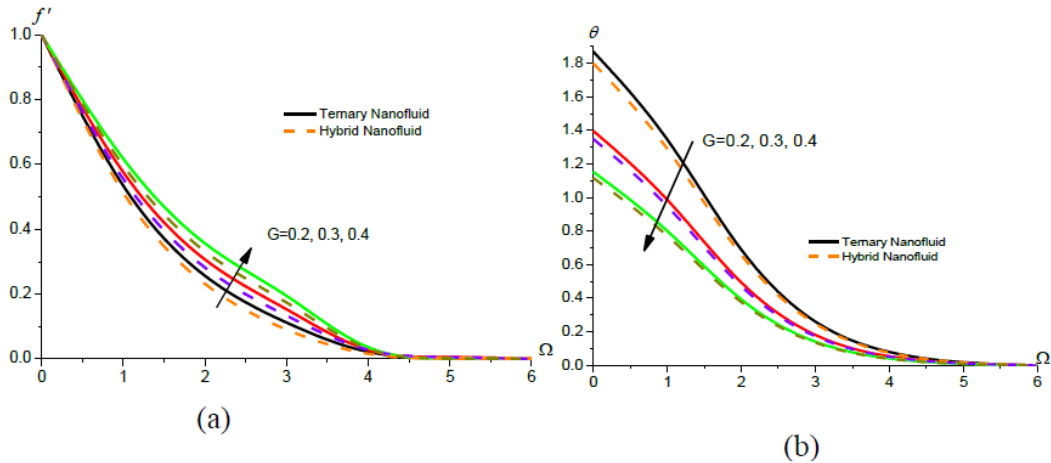 f'
1.0
0.8
0.6
0.4
0.2
0.0
Ternary Nanofluid
Hybrid Nanofluid
G=0.2, 0.3, 0.4
Ω
0 1 2 3 4 5 6
(a)
θ
1.8
1.6
1.4
1.2
1.0
0.8
0.6
0.4
0.2
0.0
G=0.2, 0.3, 0.4
Ternary Nanofluid
Hybrid Nanofluid
Ω
0 1 2 3 4 5 6
(b)